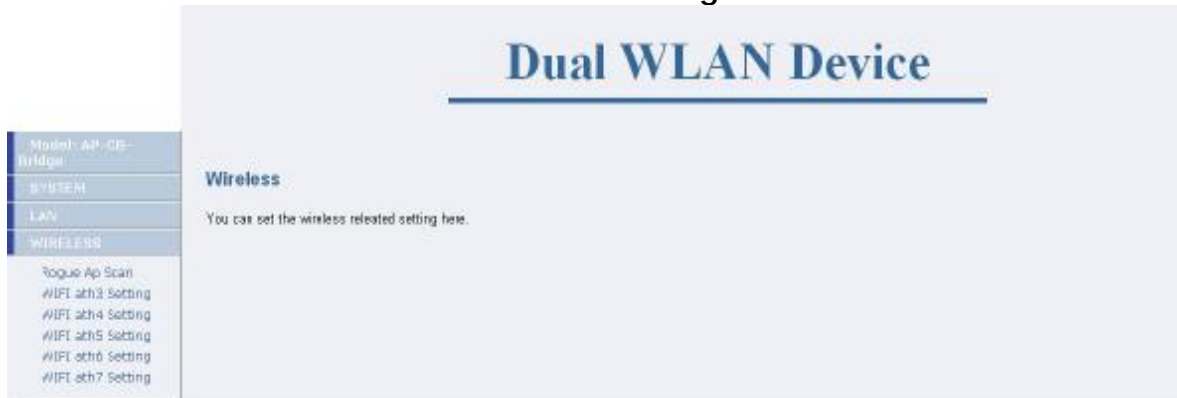 Dual WLAN Device
Model: AP-CB-
Bridge
SYSTEM
LAN
WIRELESS
Rogue Ap Scan
WIFI ath3 Setting
WIFI ath4 Setting
WIFI ath5 Setting
WIFI ath6 Setting
WIFI ath7 Setting
Wireless
You can set the wireless releated setting here.